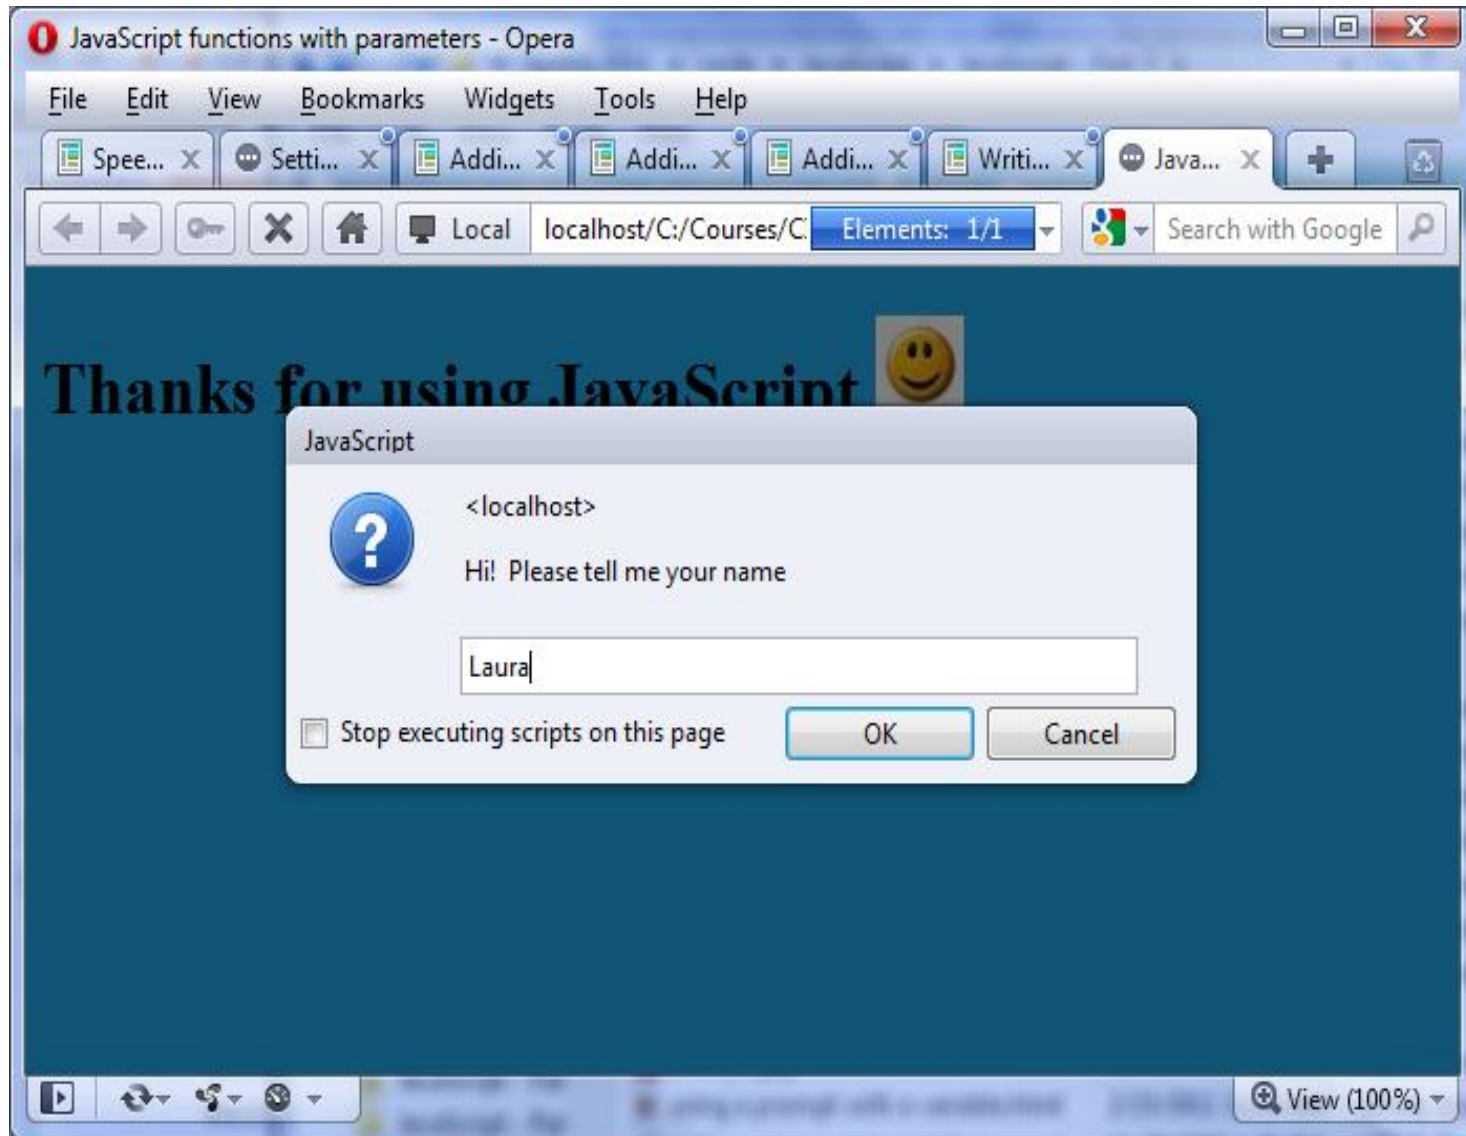 JavaScript functions with parameters - Opera
File Edit View Bookmarks Widgets Tools Help
Spee... Setti... Addi... Addi... Addi... Writi... Java...
Local localhost/C:/Courses/C Elements: 1/1 Search with Google
Thanks for using JavaScript
JavaScript
<localhost>
Hi! Please tell me your name
Laura
Stop executing scripts on this page OK Cancel
View (100%)